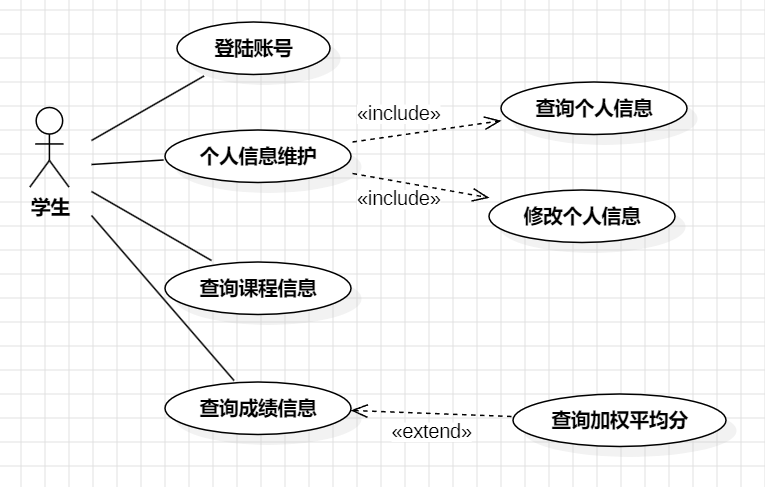 登陆账号
«include»
查询个人信息
个人信息维护
«include»
修改个人信息
学生
查询课程信息
查询成绩信息
«extend»
查询加权平均分